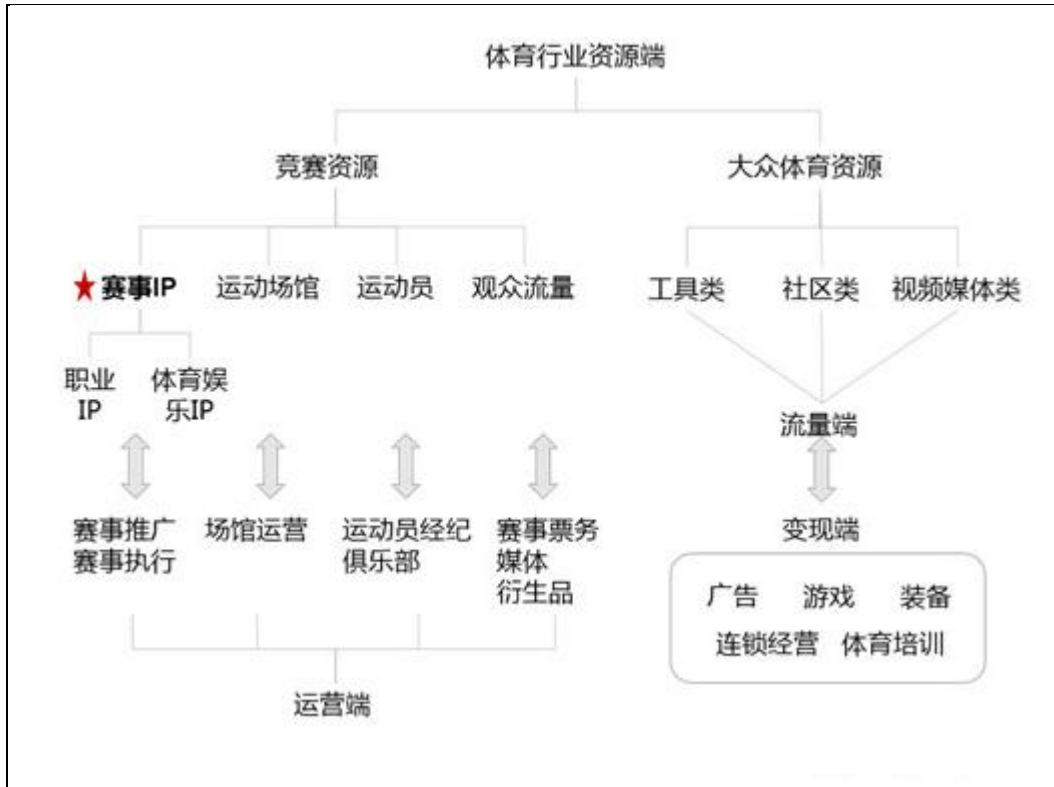 体育行业资源端
竞赛资源
大众体育资源
赛事IP
运动场馆
运动员
观众流量
工具类
社区类
视频媒体类
职业
IP
体育娱
乐IP
流量端
赛事推广
赛事执行
场馆运营
运动员经纪
俱乐部
赛事票务
媒体
衍生品
变现端
广告
游戏
装备
连锁经营
体育培训
运营端